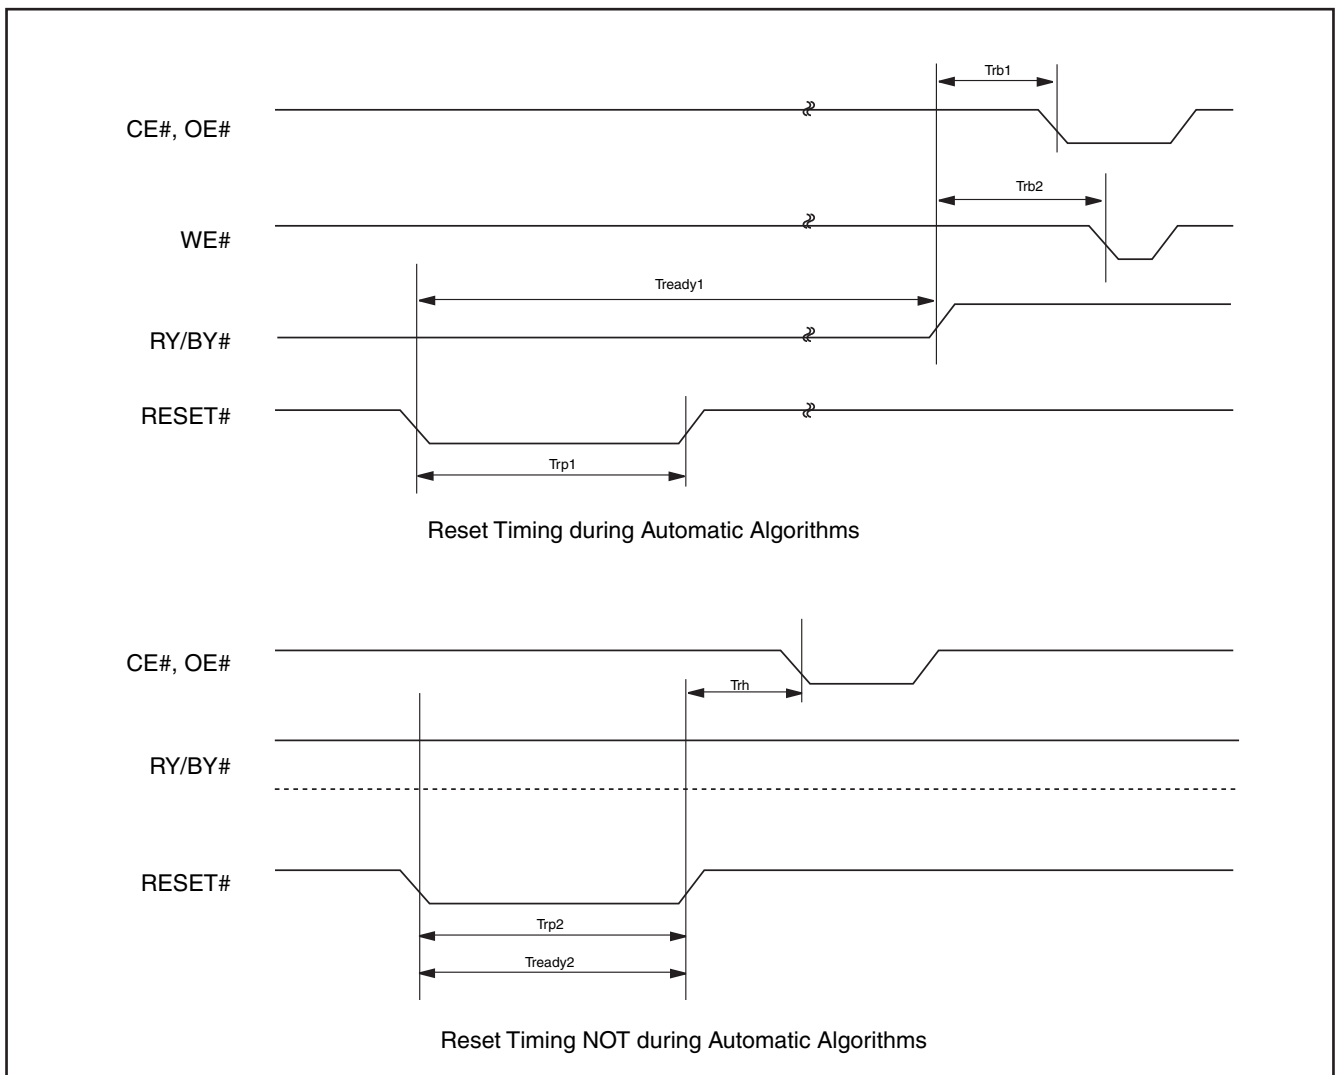 Trb1
CE#, OE#
Trb2
WE#
Tready1
RY/BY#
RESET#
Trp1
Reset Timing during Automatic Algorithms
CE#, OE#
Trh
RY/BY#
RESET#
Trp2
Tready2
Reset Timing NOT during Automatic Algorithms